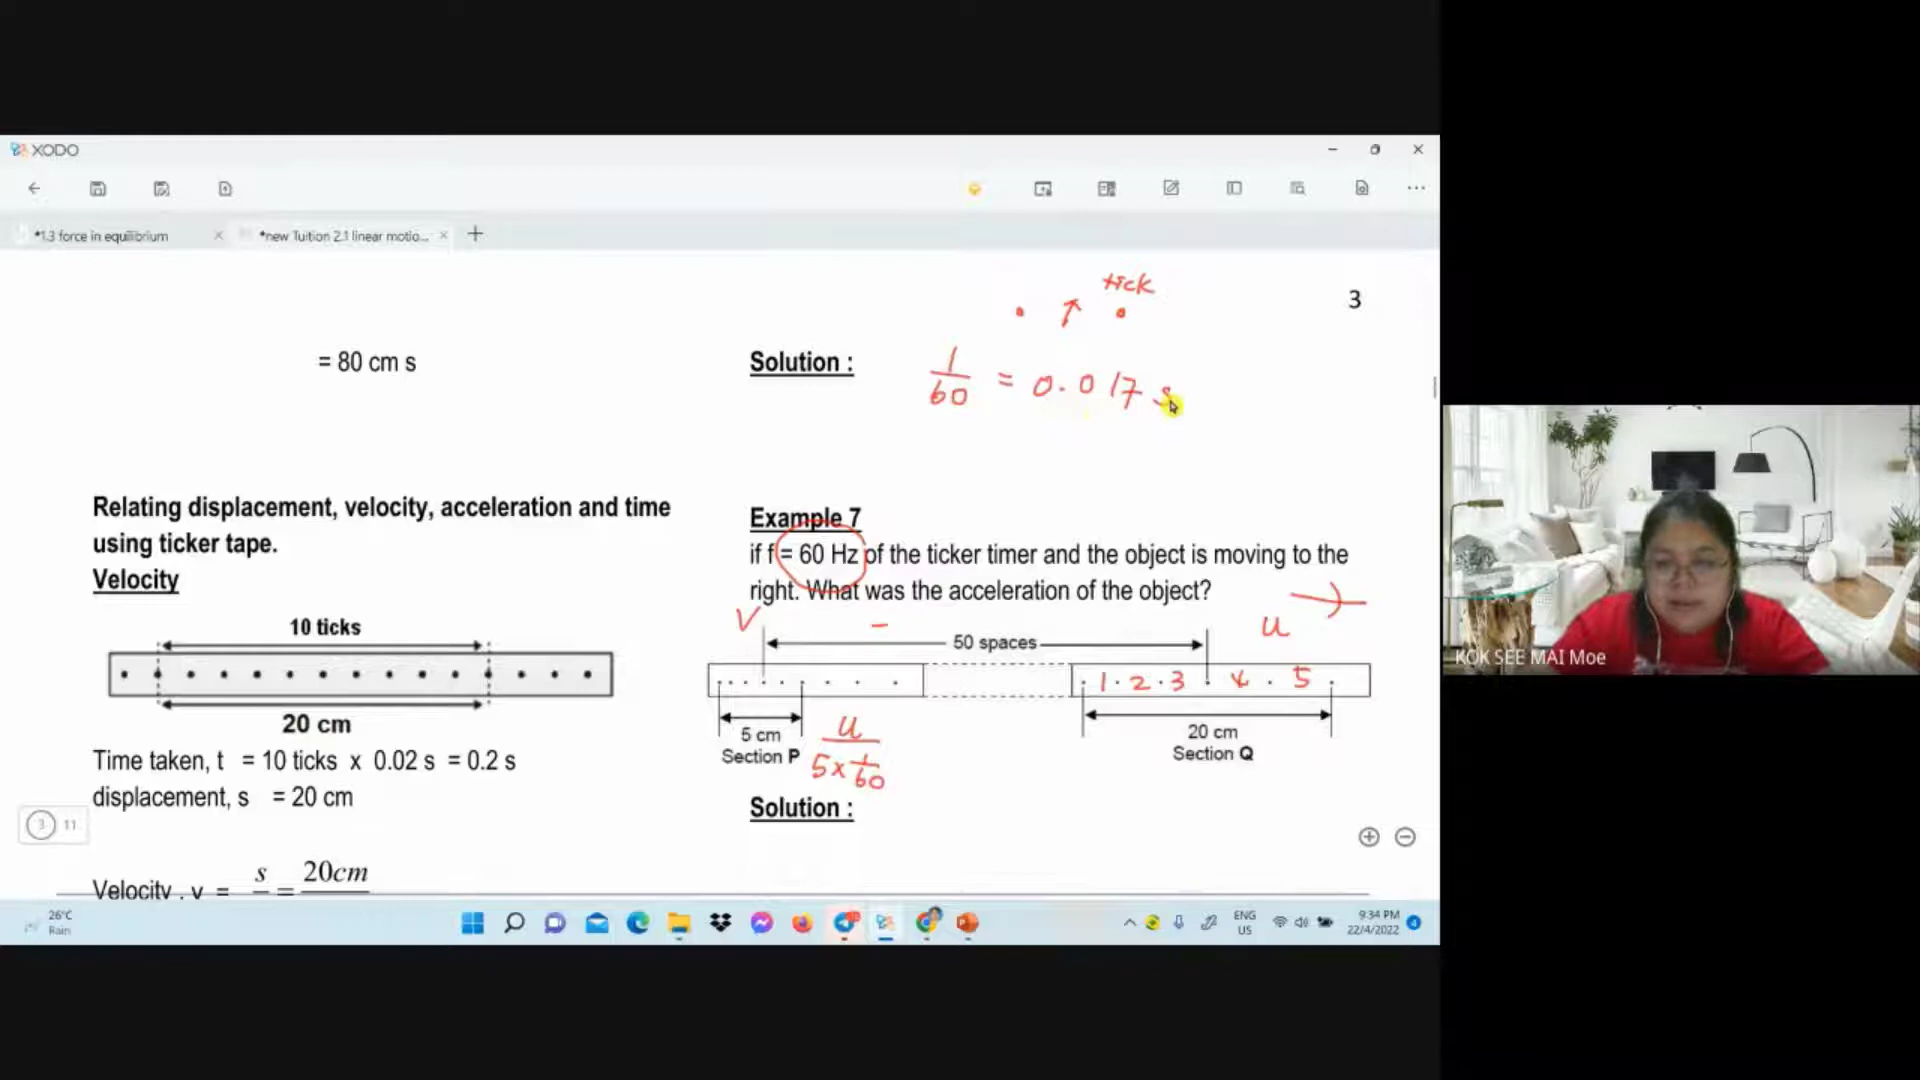 XODO
*1.3 force in equilibrium
*new Tuition 2.1 linear motio...
tick
3
= 80 cm s
Solution :
1/60 = 0.017 s
Relating displacement, velocity, acceleration and time
using ticker tape.
Velocity
10 ticks
20 cm
Time taken, t = 10 ticks x 0.02 s = 0.2 s
displacement, s = 20 cm
Velocity , v = s = 20cm
Example 7
if f = 60 Hz of the ticker timer and the object is moving to the
right. What was the acceleration of the object?
V
-
u
50 spaces
1 2 3 4 5
5 cm
Section P
u
5 x 1/60
20 cm
Section Q
Solution :
3 11
KOK SEE MAI Moe
26°C
Rain
ENG
US
9:34 PM
22/4/2022
4